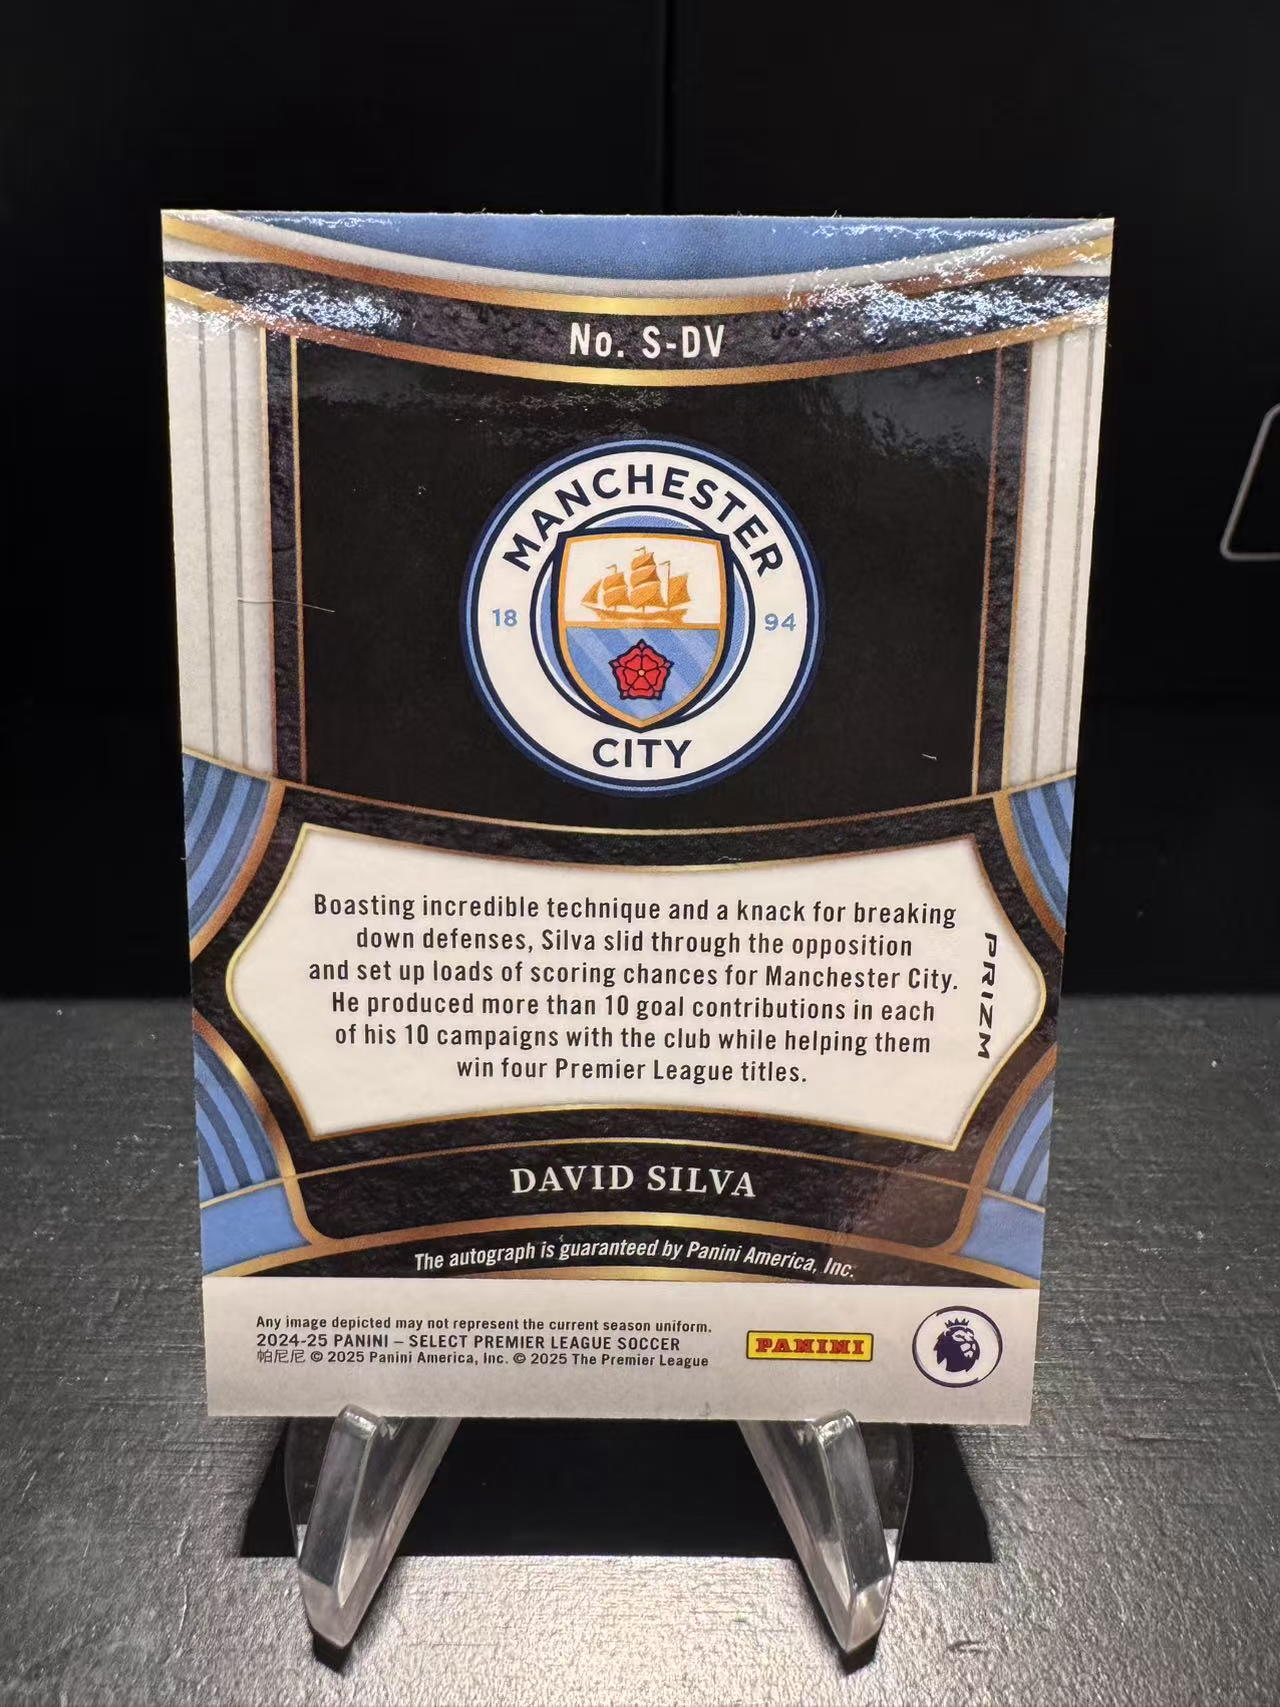 No. S-DV
MANCHESTER
18 94
CITY
Boasting incredible technique and a knack for breaking
down defenses, Silva slid through the opposition
and set up loads of scoring chances for Manchester City.
He produced more than 10 goal contributions in each
of his 10 campaigns with the club while helping them
win four Premier League titles.
PRIZM
DAVID SILVA
The autograph is guaranteed by Panini America, Inc.
Any image depicted may not represent the current season uniform.
2024-25 PANINI – SELECT PREMIER LEAGUE SOCCER
帕尼尼 © 2025 Panini America, Inc. © 2025 The Premier League
PANINI